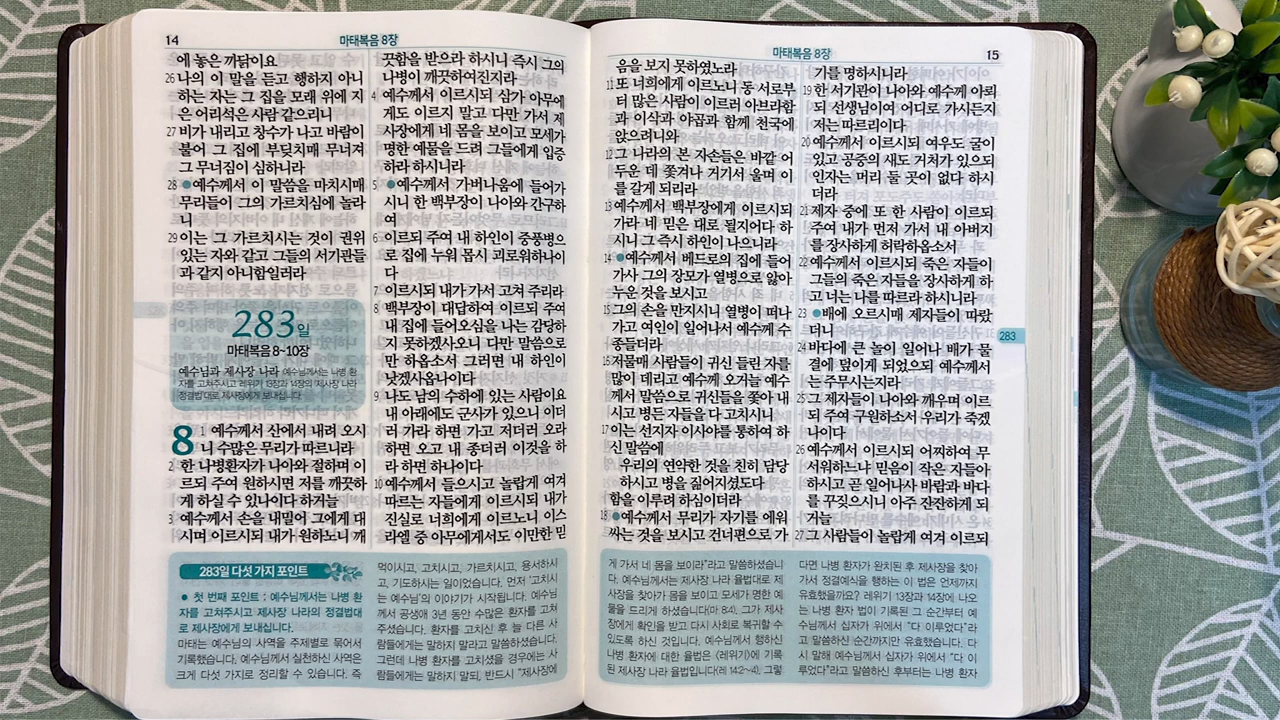 14
마태복음 8장
에 놓은 까닭이요
26 나의 이 말을 듣고 행하지 아니
하는 자는 그 집을 모래 위에 지
은 어리석은 사람 같으리니
27 비가 내리고 창수가 나고 바람이
불어 그 집에 부딪치매 무너져
그 무너짐이 심하니라
28 ●예수께서 이 말씀을 마치시매
무리들이 그의 가르치심에 놀라
니
29 이는 그 가르치시는 것이 권위
있는 자와 같고 그들의 서기관들
과 같지 아니함일러라
283일
마태복음 8~10장
예수님과 제사장 나라 예수님께서는 나병 환
자를 고쳐주시고 레위기 13장과 14장의 '제사장 나라
정결법'대로 제사장에게 보내십니다.
8 1 예수께서 산에서 내려 오시
니 수많은 무리가 따르니라
2 한 나병환자가 나아와 절하며 이
르되 주여 원하시면 저를 깨끗하
게 하실 수 있나이다 하거늘
3 예수께서 손을 내밀어 그에게 대
시며 이르시되 내가 원하노니 깨
끗함을 받으라 하시니 즉시 그의
나병이 깨끗하여진지라
4 예수께서 이르시되 삼가 아무에
게도 이르지 말고 다만 가서 제
사장에게 네 몸을 보이고 모세가
명한 예물을 드려 그들에게 입증
하라 하시니라
5 ●예수께서 가버나움에 들어가
시니 한 백부장이 나아와 간구하
여
6 이르되 주여 내 하인이 중풍병으
로 집에 누워 몹시 괴로워하나이
다
7 이르시되 내가 가서 고쳐 주리라
8 백부장이 대답하여 이르되 주여
내 집에 들어오심을 나는 감당하
지 못하겠사오니 다만 말씀으로
만 하옵소서 그러면 내 하인이
낫겠사옵나이다
9 나도 남의 수하에 있는 사람이요
내 아래에도 군사가 있으니 이더
러 가라 하면 가고 저더러 오라
하면 오고 내 종더러 이것을 하
라 하면 하나이다
10 예수께서 들으시고 놀랍게 여겨
따르는 자들에게 이르시되 내가
진실로 너희에게 이르노니 이스
라엘 중 아무에게서도 이만한 믿
283일 다섯 가지 포인트
● 첫 번째 포인트 : 예수님께서는 나병 환
자를 고쳐주시고 제사장 나라의 정결법대
로 제사장에게 보내십니다.
마태는 예수님의 사역을 주제별로 묶어서
기록했습니다. 예수님께서 실천하신 사역은
크게 다섯 가지로 정리할 수 있습니다. 즉
먹이시고, 고치시고, 가르치시고, 용서하시
고, 기도하시는 일이었습니다. 먼저 '고치시
는 예수님'의 이야기가 시작됩니다. 예수님
께서 공생애 3년 동안 수많은 환자를 고쳐
주셨습니다. 환자를 고치신 후 늘 다른 사
람들에게는 말하지 말라고 말씀하셨습니다.
그런데 나병 환자를 고치셨을 경우에는 사
람들에게는 말하지 말되, 반드시 "제사장에
마태복음 8장
15
음을 보지 못하였노라
11 또 너희에게 이르노니 동 서로부
터 많은 사람이 이르러 아브라함
과 이삭과 야곱과 함께 천국에
앉으려니와
12 그 나라의 본 자손들은 바깥 어
두운 데 쫓겨나 거기서 울며 이
를 갈게 되리라
13 예수께서 백부장에게 이르시되
가라 네 믿은 대로 될지어다 하
시니 그 즉시 하인이 나으니라
14 ●예수께서 베드로의 집에 들어
가사 그의 장모가 열병으로 앓아
누운 것을 보시고
15 그의 손을 만지시니 열병이 떠나
가고 여인이 일어나서 예수께 수
종들더라
16 저물매 사람들이 귀신 들린 자를
많이 데리고 예수께 오거늘 예수
께서 말씀으로 귀신들을 쫓아 내
시고 병든 자들을 다 고치시니
17 이는 선지자 이사야를 통하여 하
신 말씀에
우리의 연약한 것을 친히 담당
하시고 병을 짊어지셨도다
함을 이루려 하심이더라
18 ●예수께서 무리가 자기를 에워
싸는 것을 보시고 건너편으로 가
기를 명하시니라
19 한 서기관이 나아와 예수께 아뢰
되 선생님이여 어디로 가시든지
저는 따르리이다
20 예수께서 이르시되 여우도 굴이
있고 공중의 새도 거처가 있으되
인자는 머리 둘 곳이 없다 하시
더라
21 제자 중에 또 한 사람이 이르되
주여 내가 먼저 가서 내 아버지
를 장사하게 허락하옵소서
22 예수께서 이르시되 죽은 자들이
그들의 죽은 자들을 장사하게 하
고 너는 나를 따르라 하시니라
23 ●배에 오르시매 제자들이 따랐
더니
24 바다에 큰 놀이 일어나 배가 물
결에 덮이게 되었으되 예수께서
는 주무시는지라
25 그 제자들이 나아와 깨우며 이르
되 주여 구원하소서 우리가 죽겠
나이다
26 예수께서 이르시되 어찌하여 무
서워하느냐 믿음이 작은 자들아
하시고 곧 일어나사 바람과 바다
를 꾸짖으시니 아주 잔잔하게 되
거늘
27 그 사람들이 놀랍게 여겨 이르되
283
게 가서 네 몸을 보이라"라고 말씀하셨습니
다. 예수님께서는 제사장 나라 율법대로 제
사장을 찾아가 몸을 보이고 모세가 명한 예
물을 드리게 하셨습니다(마 8:4). 그가 제사
장에게 확인을 받고 다시 사회로 복귀할 수
있도록 하신 것입니다. 예수님께서 행하신
나병 환자에 대한 율법은 〈레위기〉에 기록
된 제사장 나라 율법입니다(레 14:2~4). 그렇
다면 나병 환자가 완치된 후 제사장을 찾아
가서 정결예식을 행하는 이 법은 언제까지
유효했을까요? 레위기 13장과 14장에 나오
는 나병 환자 법이 기록된 그 순간부터 예
수님께서 십자가 위에서 "다 이루었다"라
고 말씀하신 순간까지만 유효했습니다. 다
시 말해 예수님께서 십자가 위에서 "다 이
루었다"라고 말씀하신 후부터는 나병 환자